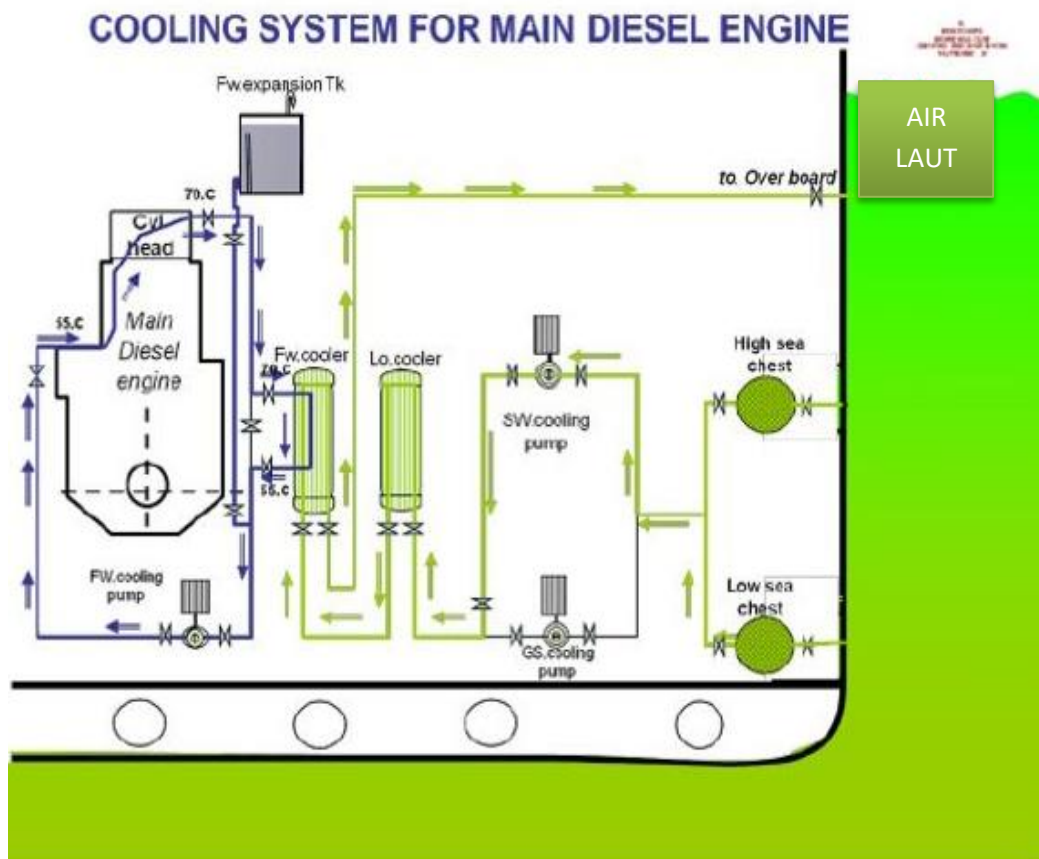 COOLING SYSTEM FOR MAIN DIESEL ENGINE
AIR
LAUT
Fw.expansion Tk
to. Over board
70.C
Cyl
head
55.C
Main
Diesel
engine
Fw.cooler
Lo.cocler
70.C
55.C
High sea
chest
SW.cooling
pump
FW.cooling
pump
Low sea
chest
GS.cooling
pump